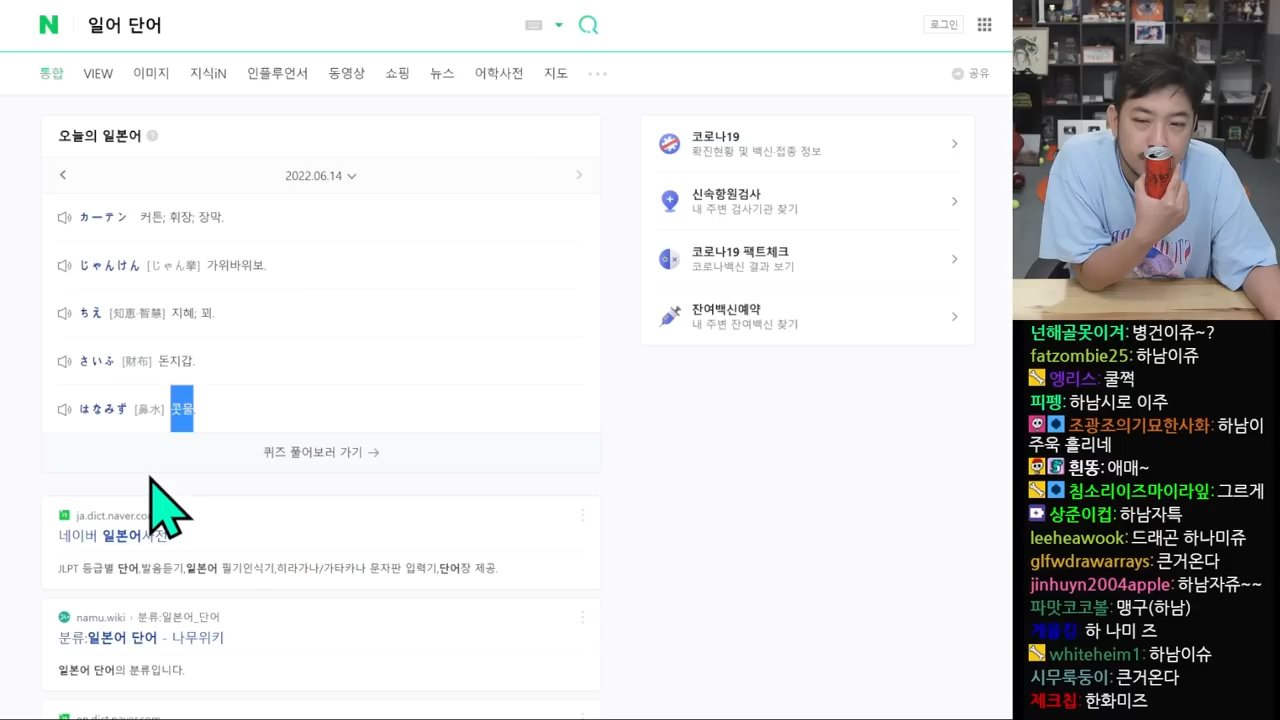 N 일어 단어
로그인
통합 VIEW 이미지 지식iN 인플루언서 동영상 쇼핑 뉴스 어학사전 지도
공유
오늘의 일본어
2022.06.14
カーテン 커튼; 휘장; 장막.
じゃんけん [じゃん拳] 가위바위보.
ちえ [知恵·智慧] 지혜; 꾀.
さいふ [財布] 돈지갑.
はなみず [鼻水] 콧물.
퀴즈 풀어보러 가기 →
ja.dict.naver.co
네이버 일본어사전
JLPT 등급별 단어,발음듣기,일본어 필기인식기,히라가나/가타카나 문자판 입력기,단어장 제공.
namu.wiki › 분류:일본어_단어
분류:일본어 단어 - 나무위키
일본어 단어의 분류입니다.
en.dict.naver.com
코로나19
확진현황 및 백신·접종 정보
신속항원검사
내 주변 검사기관 찾기
코로나19 팩트체크
코로나백신 결과 보기
잔여백신예약
내 주변 잔여백신 찾기
넌해골못이겨: 병건이쥬~?
fatzombie25: 하남이쥬
엥리스: 쿨쩍
피펭: 하남시로 이주
조광조의기묘한사화: 하남이
주욱 흘리네
흰똥: 애매~
침소리이즈마이라잎: 그르게
상준이컵: 하남자특
leeheawook: 드래곤 하나미쥬
glfwdrawarrays: 큰거온다
jinhuyn2004apple: 하남자쥬~~
파맛코코볼: 맹구(하남)
하 나미 즈
whiteheim1: 하남이슈
시무룩둥이: 큰거온다
제크칩: 한화미즈